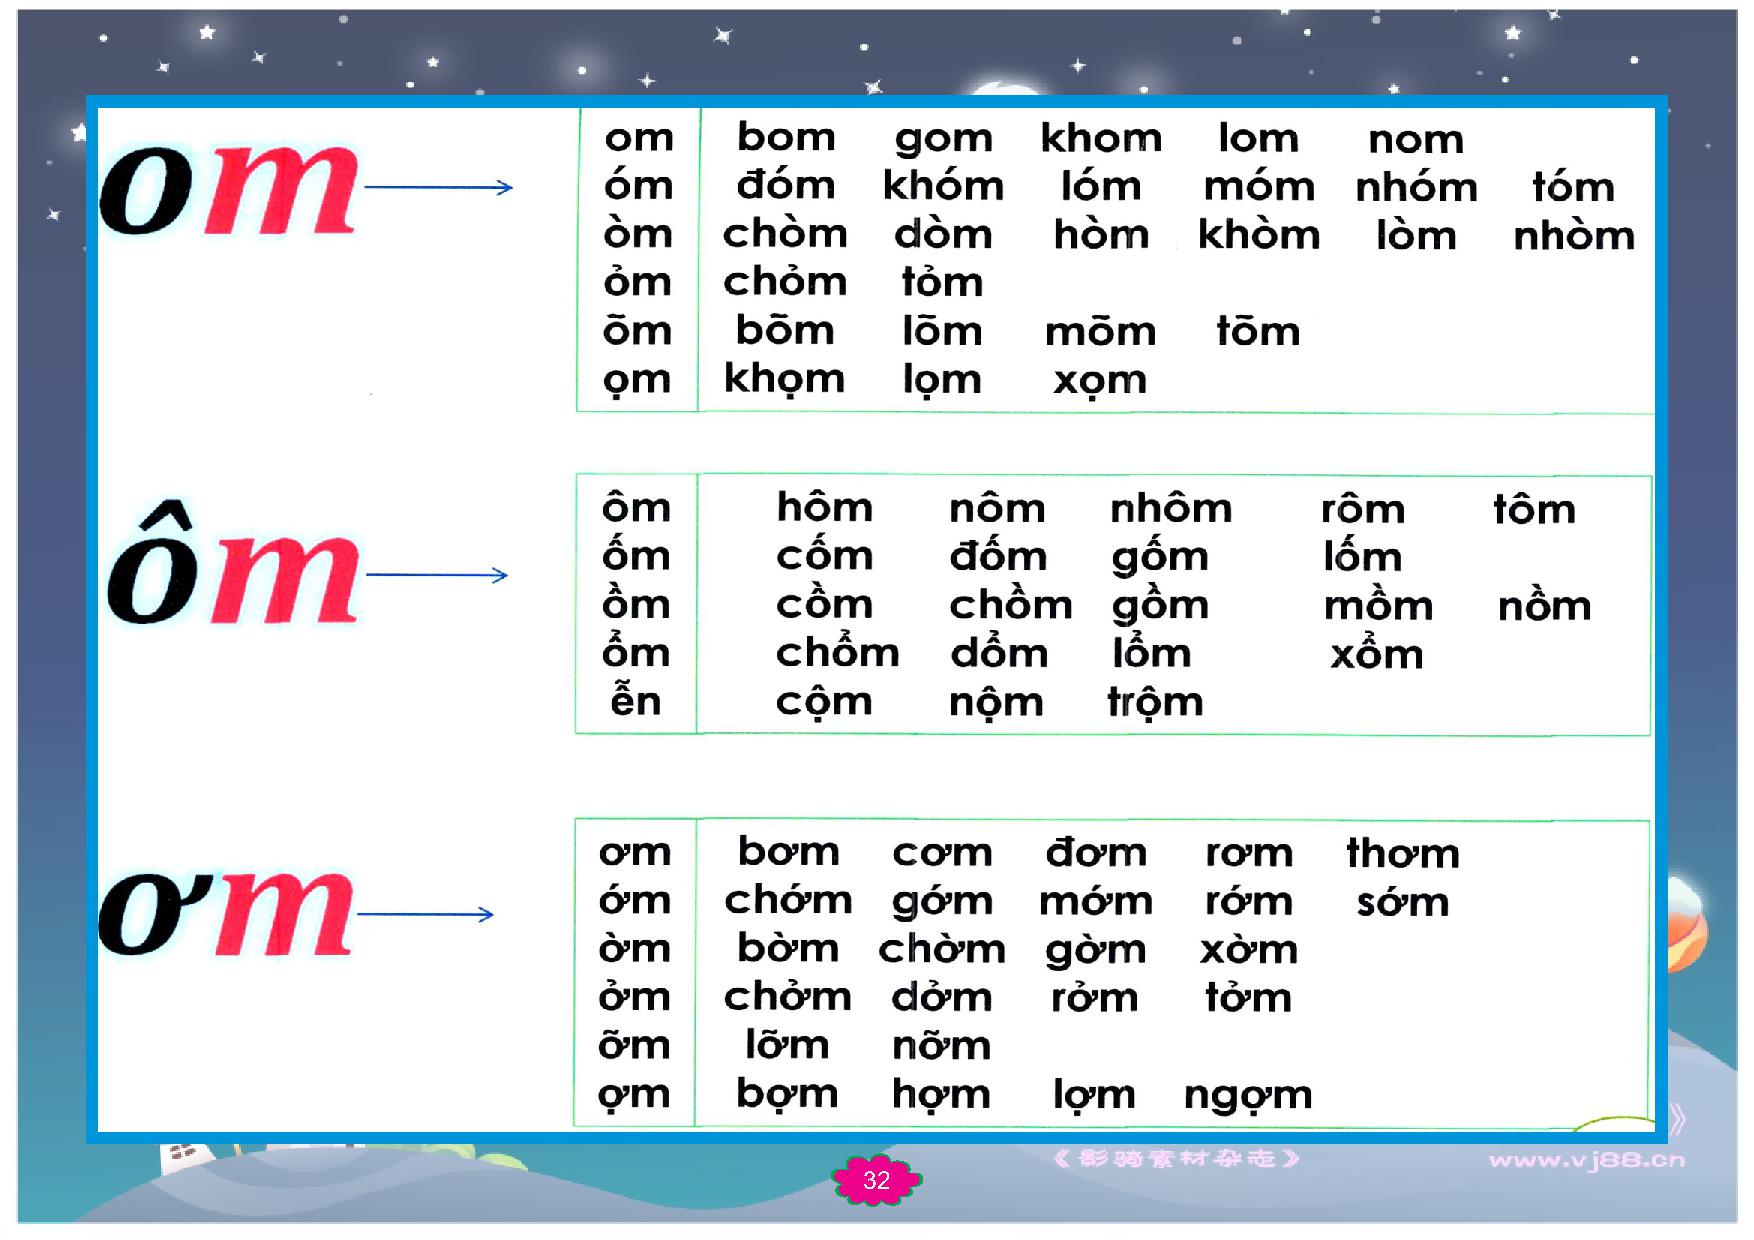 om
om bom gom khom lom nom
óm đóm khóm lóm móm nhóm tóm
òm chòm dòm hòm khòm lòm nhòm
ỏm chỏm tỏm
õm bõm lõm mõm tõm
ọm khọm lọm xọm
ôm
ôm hôm nôm nhôm rôm tôm
ốm cốm đốm gốm lốm
ồm cồm chồm gồm mồm nồm
ổm chổm dổm lổm xổm
ễn cộm nộm trộm
ơm
ơm bơm cơm đơm rơm thơm
ớm chớm gớm mớm rớm sớm
ờm bờm chờm gờm xờm
ởm chởm dởm rởm tởm
ỡm lỡm nỡm
ợm bợm hợm lợm ngợm
》
《影骑素材杂志》 www.vj88.cn
32